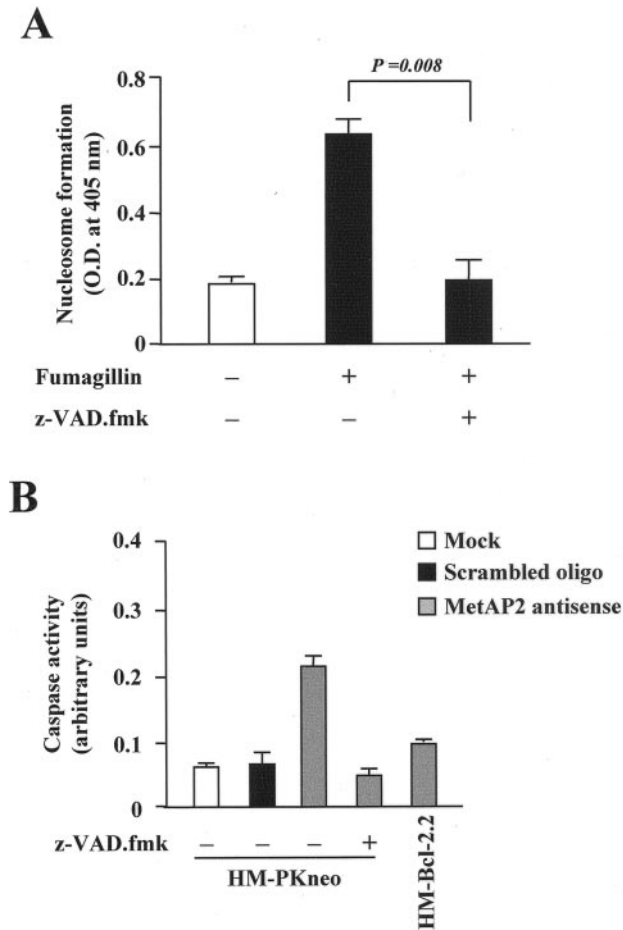 A
P =0.008
Nucleosome formation
(O.D. at 405 nm)
0.8
0.6
0.4
0.2
0
Fumagillin – + +
z-VAD.fmk – – +
B
Mock
Scrambled oligo
MetAP2 antisense
Caspase activity
(arbitrary units)
0.4
0.3
0.2
0.1
0
z-VAD.fmk – – – +
HM-PKneo
HM-Bcl-2.2